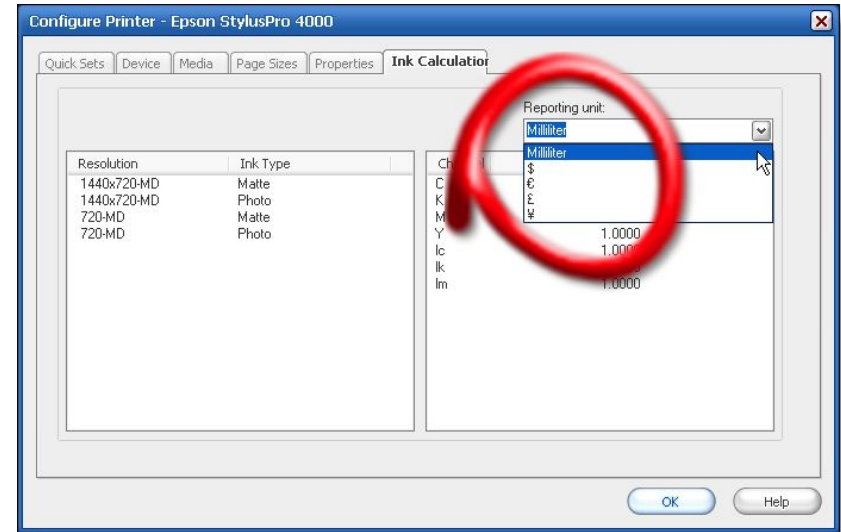 Configure Printer - Epson StylusPro 4000
Quick Sets Device Media Page Sizes Properties Ink Calculation
Reporting unit:
Milliliter
Milliliter
$
€
£
¥
Resolution Ink Type
1440x720-MD Matte
1440x720-MD Photo
720-MD Matte
720-MD Photo
C
K
M
Y 1.0000
lc 1.0000
lk
lm 1.0000
OK Help